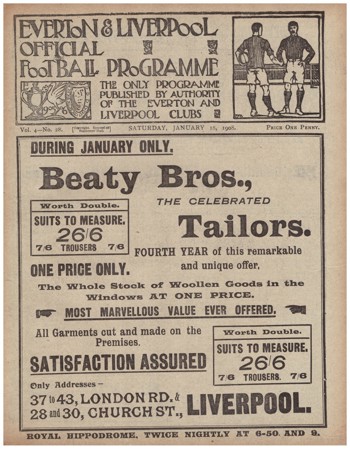 EVERTON & LIVERPOOL
OFFICIAL
FOOTBALL PROGRAMME
THE ONLY PROGRAMME
PUBLISHED BY AUTHORITY
OF THE EVERTON AND
LIVERPOOL CLUBS
Vol. 4—No. 28.
SATURDAY, JANUARY 1906.
PRICE ONE PENNY.
DURING JANUARY ONLY.
Beaty Bros.,
THE CELEBRATED
Tailors.
Worth Double.
SUITS TO MEASURE.
26/6
7/6 TROUSERS 7/6
FOURTH YEAR of this remarkable
and unique offer,
ONE PRICE ONLY.
The Whole Stock of Woollen Goods in the
Windows AT ONE PRICE.
MOST MARVELLOUS VALUE EVER OFFERED.
All Garments cut and made on the
Premises.
SATISFACTION ASSURED
Worth Double.
SUITS TO MEASURE.
26/6
7/6 TROUSERS. 7/6
Only Addresses—
37 to 43, LONDON RD. &
28 and 30, CHURCH ST., LIVERPOOL.
ROYAL HIPPODROME. TWICE NIGHTLY AT 6-50 AND 9.